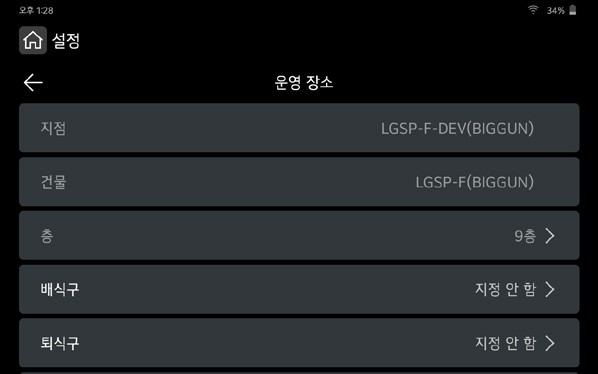 오후 1:28 34%
설정
운영 장소
지점 LGSP-F-DEV(BIGGUN)
건물 LGSP-F(BIGGUN)
층 9층
배식구 지정 안 함
퇴식구 지정 안 함